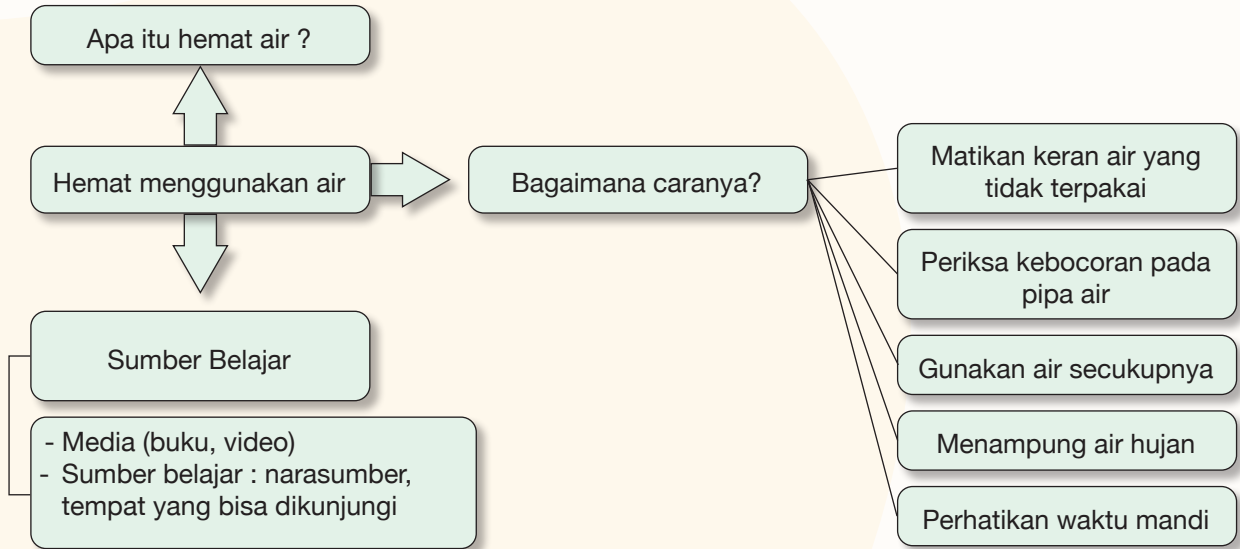 Apa itu hemat air ?
Hemat menggunakan air
Bagaimana caranya?
Matikan keran air yang
tidak terpakai
Periksa kebocoran pada
pipa air
Gunakan air secukupnya
Menampung air hujan
Perhatikan waktu mandi
Sumber Belajar
- Media (buku, video)
- Sumber belajar : narasumber,
tempat yang bisa dikunjungi